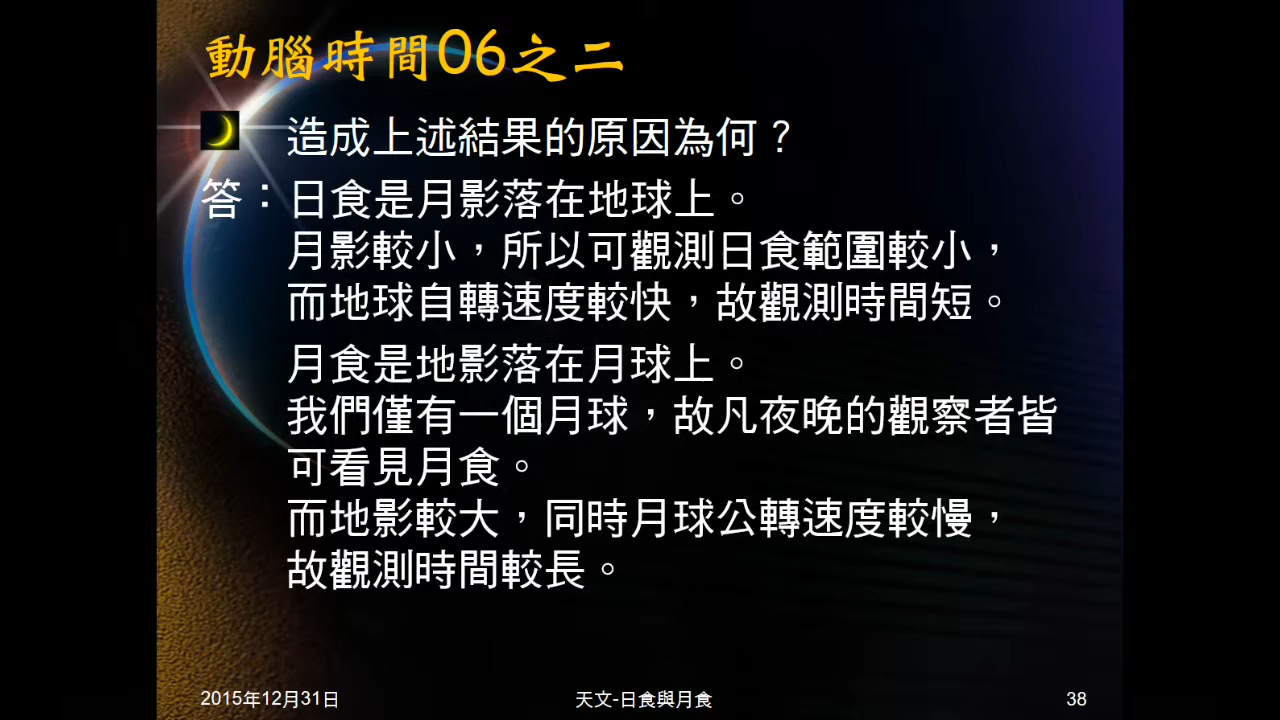 動腦時間06之二
造成上述結果的原因為何？
答：日食是月影落在地球上。
月影較小，所以可觀測日食範圍較小，
而地球自轉速度較快，故觀測時間短。
月食是地影落在月球上。
我們僅有一個月球，故凡夜晚的觀察者皆
可看見月食。
而地影較大，同時月球公轉速度較慢，
故觀測時間較長。
2015年12月31日
天文-日食與月食
38